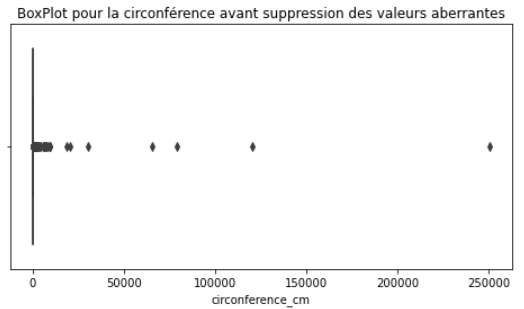 BoxPlot pour la circonférence avant suppression des valeurs aberrantes
0 50000 100000 150000 200000 250000
circonference_cm